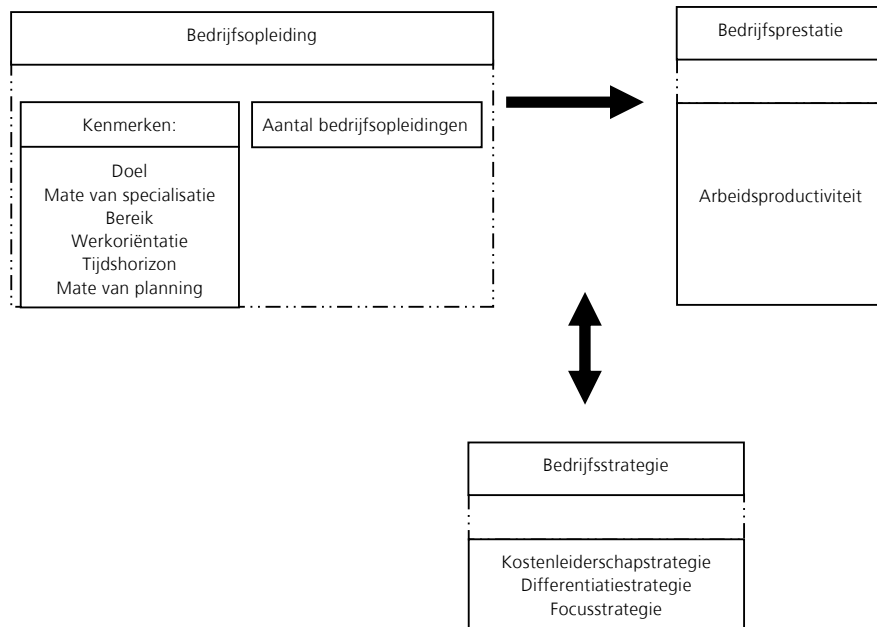 Bedrijfsopleiding
Kenmerken:
Doel
Mate van specialisatie
Bereik
Werkoriëntatie
Tijdshorizon
Mate van planning
Aantal bedrijfsopleidingen
Bedrijfsprestatie
Arbeidsproductiviteit
Bedrijfsstrategie
Kostenleiderschapstrategie
Differentiatiestrategie
Focusstrategie